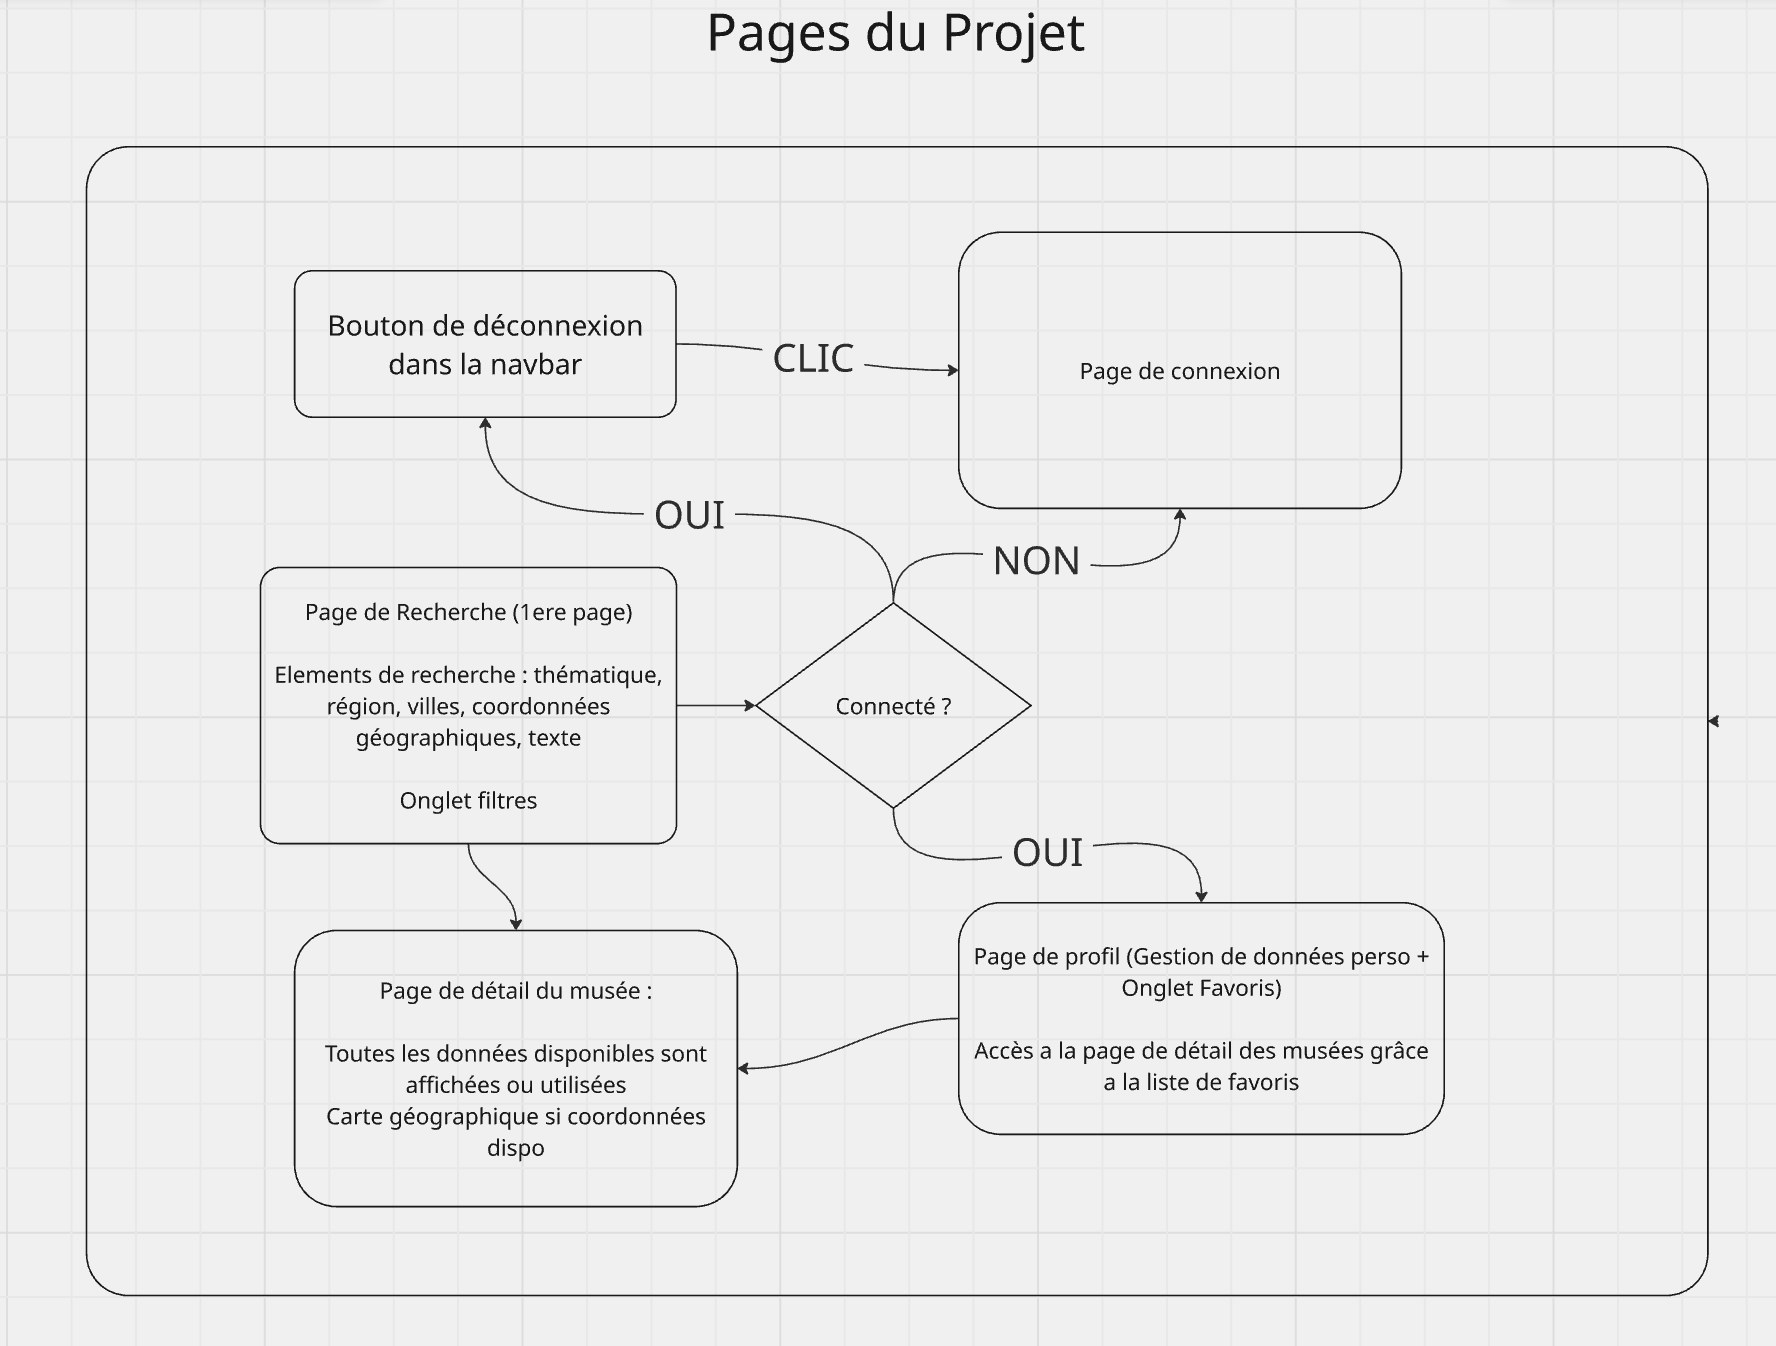 Pages du Projet
Bouton de déconnexion
dans la navbar
CLIC
Page de connexion
OUI
NON
Page de Recherche (1ere page)
Elements de recherche : thématique,
région, villes, coordonnées
géographiques, texte
Onglet filtres
Connecté ?
OUI
Page de profil (Gestion de données perso +
Onglet Favoris)
Accès a la page de détail des musées grâce
a la liste de favoris
Page de détail du musée :
Toutes les données disponibles sont
affichées ou utilisées
Carte géographique si coordonnées
dispo